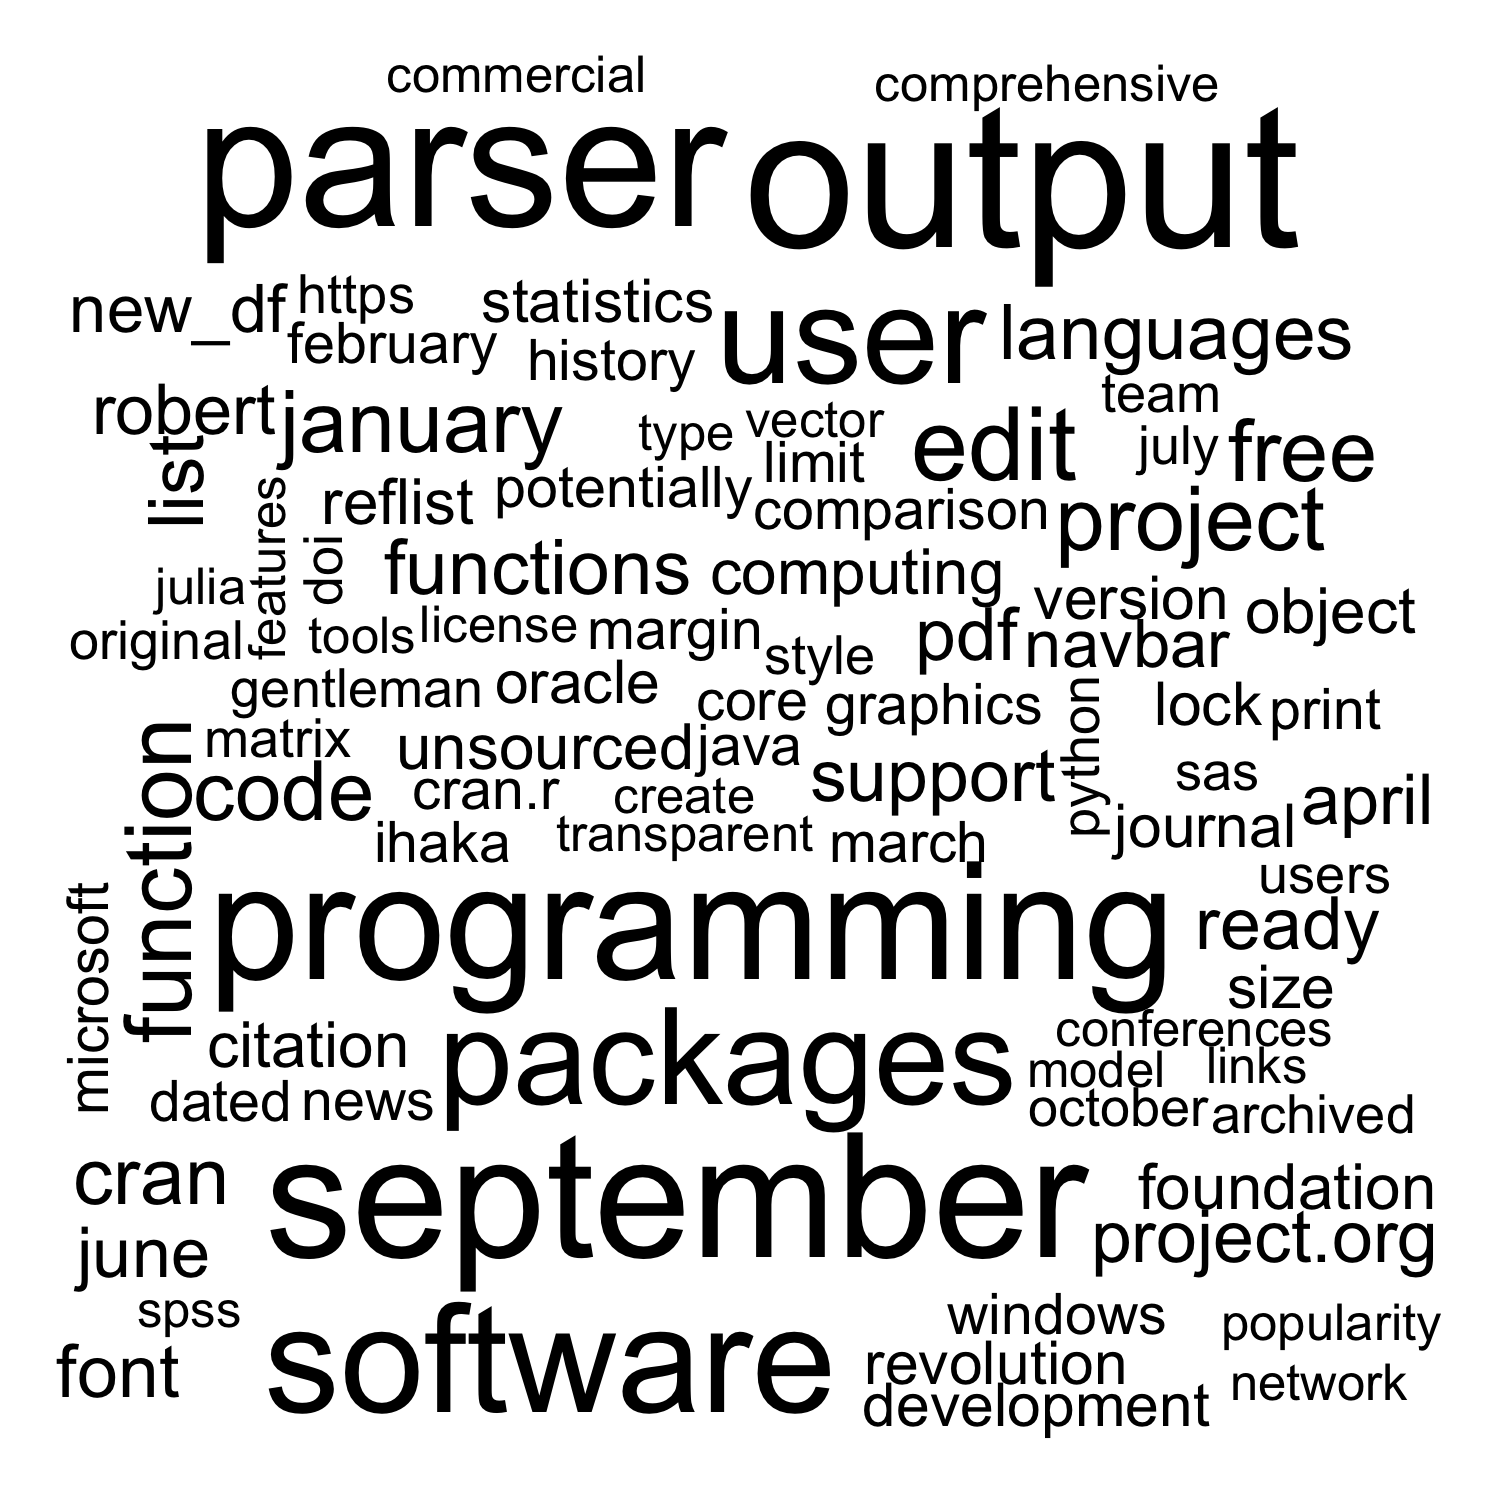 commercial
comprehensive
parser
output
new_df
https
statistics
february
history
user
languages
robert
january
type
vector
limit
edit
team
july
free
list
features
reflist
potentially
comparison
project
julia
doi
functions
computing
version
object
original
tools
license
margin
style
pdf
navbar
gentleman
oracle
core
graphics
python
lock
print
function
matrix
unsourced
java
support
sas
code
cran.r
create
april
ihaka
transparent
march
journal
microsoft
programming
users
ready
size
citation
packages
conferences
model
links
dated
news
october
archived
cran
september
foundation
june
project.org
spss
software
windows
popularity
font
revolution
network
development